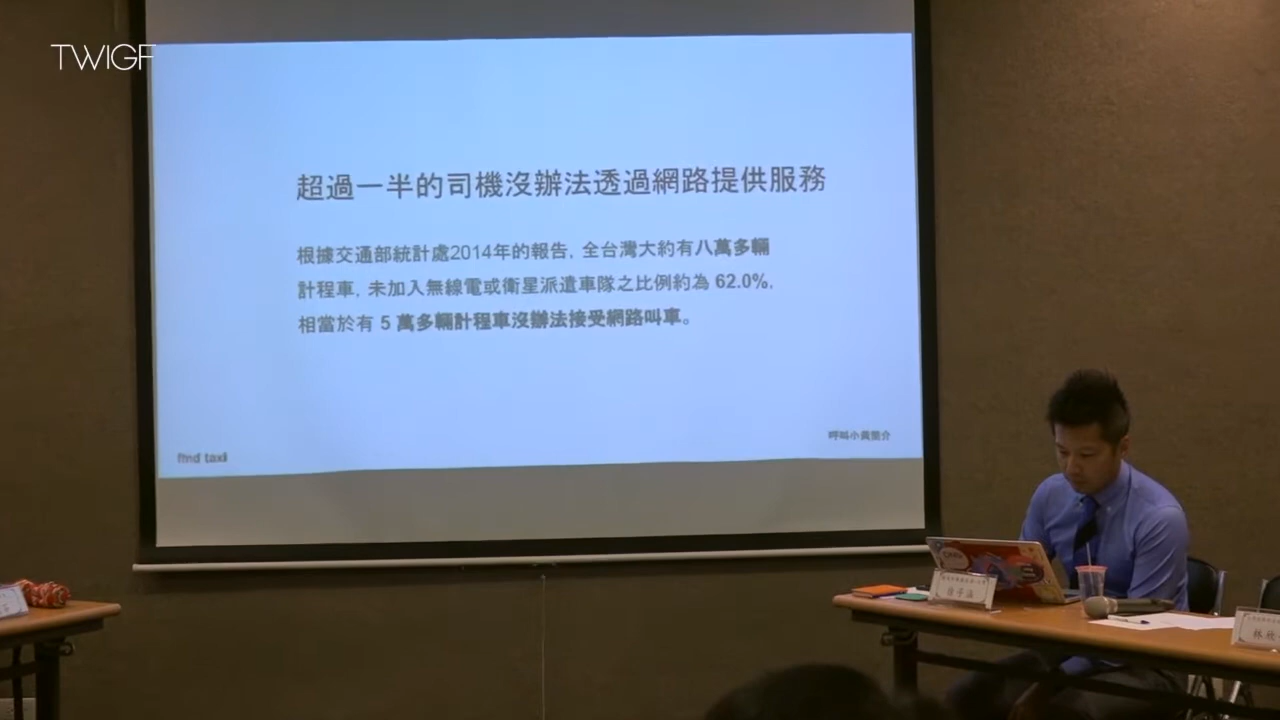 TWIGF
超過一半的司機沒辦法透過網路提供服務
根據交通部統計處2014年的報告, 全台灣大約有八萬多輛
計程車, 未加入無線電或衛星派遣車隊之比例約為 62.0%,
相當於有 5 萬多輛計程車沒辦法接受網路叫車。
呼叫小黃簡介
find taxi